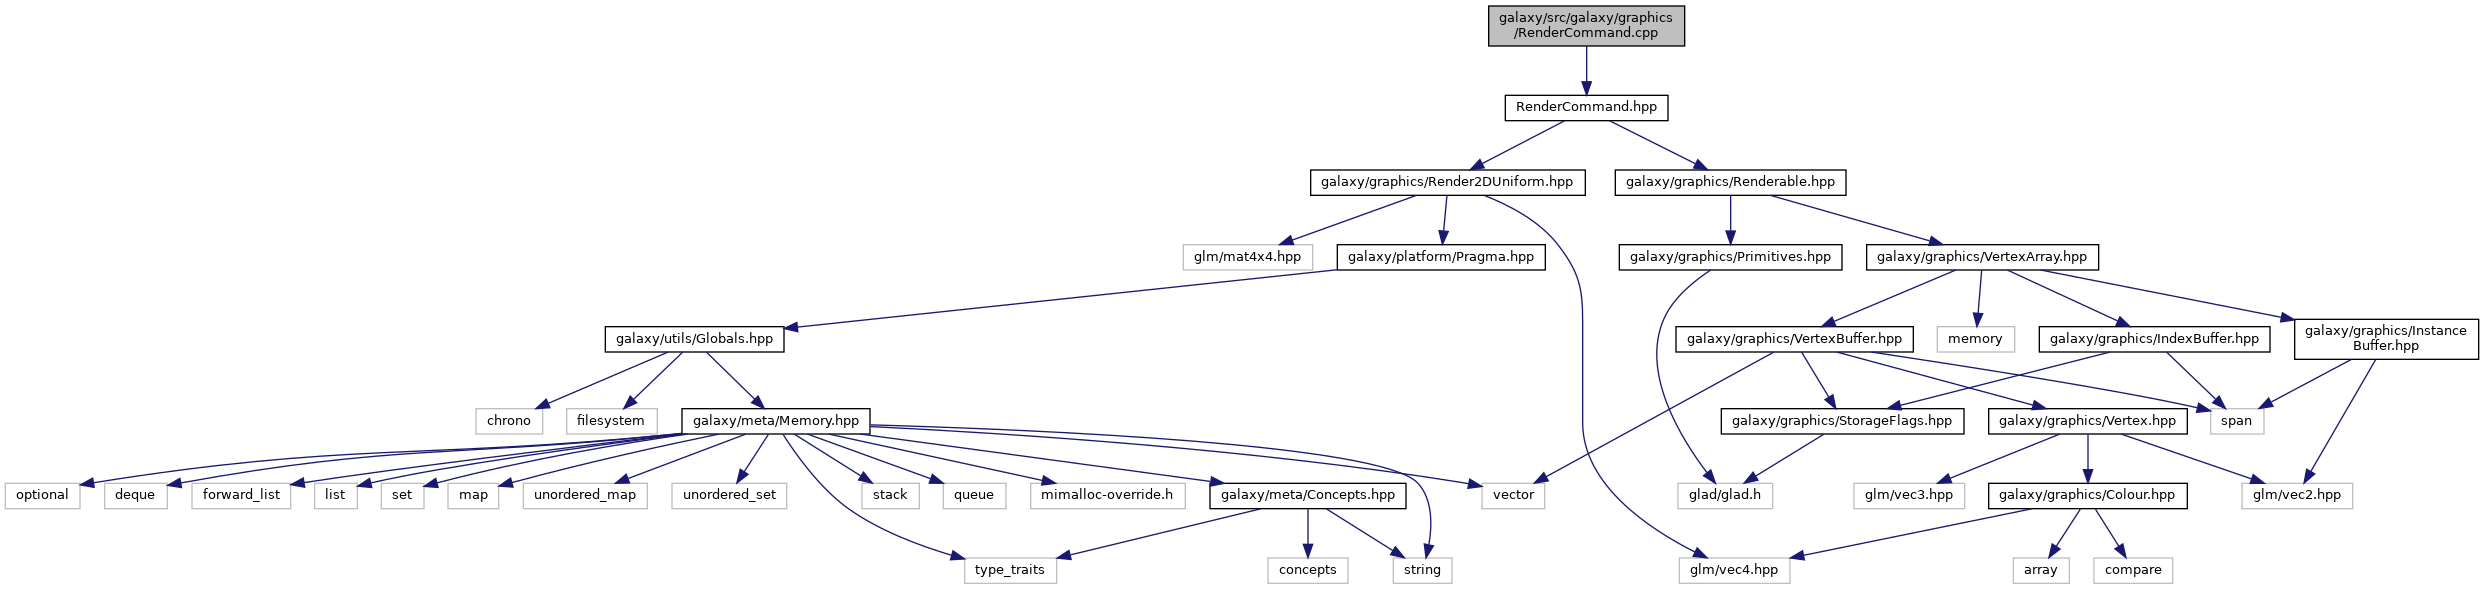 galaxy/src/galaxy/graphics
/RenderCommand.cpp
RenderCommand.hpp
galaxy/graphics/Render2DUniform.hpp
galaxy/graphics/Renderable.hpp
glm/mat4x4.hpp
galaxy/platform/Pragma.hpp
galaxy/graphics/Primitives.hpp
galaxy/graphics/VertexArray.hpp
galaxy/utils/Globals.hpp
galaxy/graphics/VertexBuffer.hpp
memory
galaxy/graphics/IndexBuffer.hpp
galaxy/graphics/Instance
Buffer.hpp
chrono
filesystem
galaxy/meta/Memory.hpp
galaxy/graphics/StorageFlags.hpp
galaxy/graphics/Vertex.hpp
span
optional
deque
forward_list
list
set
map
unordered_map
unordered_set
stack
queue
mimalloc-override.h
galaxy/meta/Concepts.hpp
vector
glad/glad.h
glm/vec3.hpp
galaxy/graphics/Colour.hpp
glm/vec2.hpp
type_traits
concepts
string
glm/vec4.hpp
array
compare